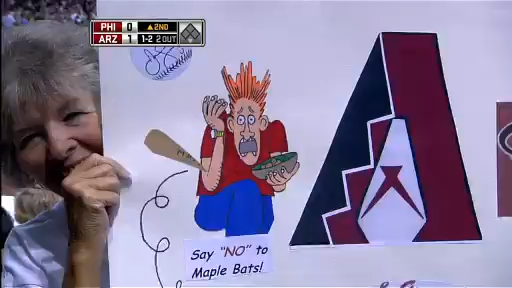 PHI 0 ▲2ND
ARZ 1 1-2 2 OUT
Say "NO" to
Maple Bats!